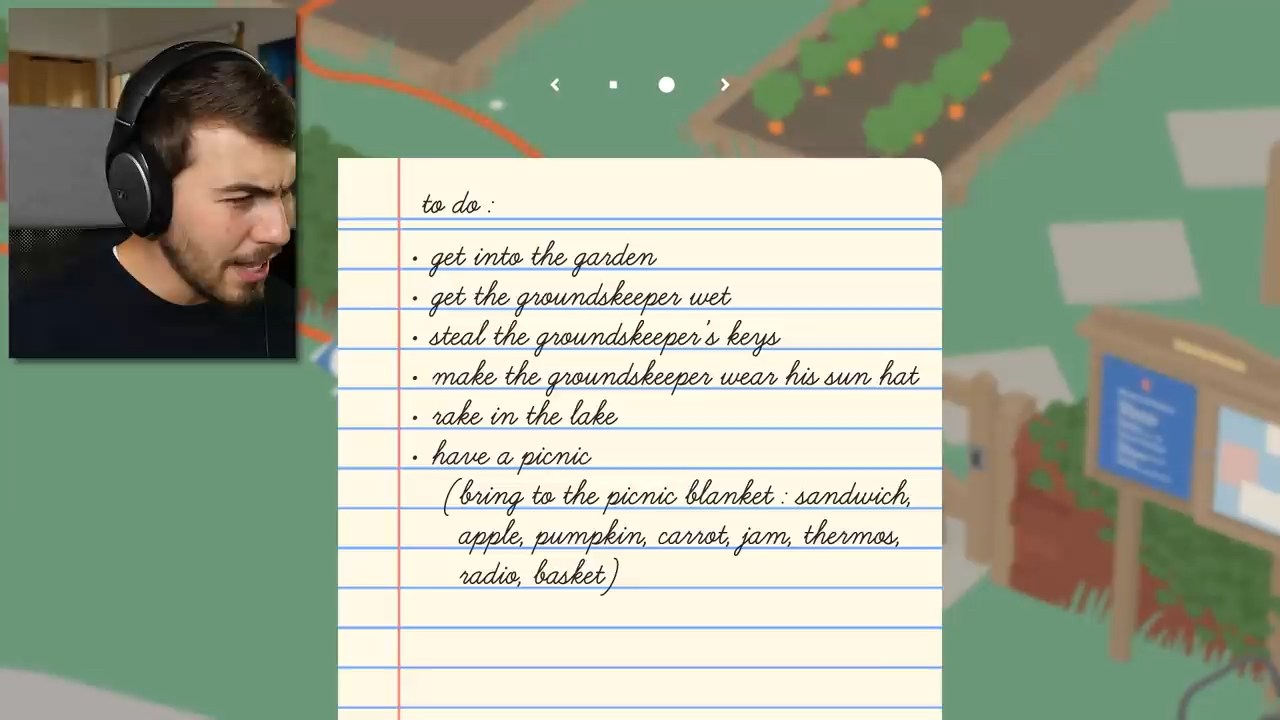 to do :
• get into the garden
• get the groundskeeper wet
• steal the groundskeeper's keys
• make the groundskeeper wear his sun hat
• rake in the lake
• have a picnic
(bring to the picnic blanket : sandwich,
apple, pumpkin, carrot, jam, thermos,
radio, basket)